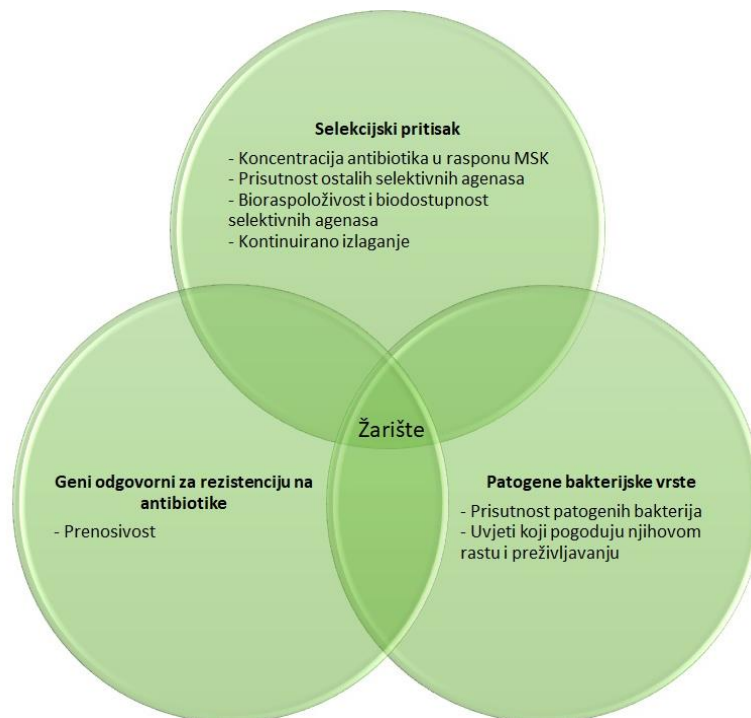 Selekcijski pritisak
- Koncentracija antibiotika u rasponu MSK
- Prisutnost ostalih selektivnih agenasa
- Bioraspoloživost i biodostupnost
selektivnih agenasa
- Kontinuirano izlaganje
Žarište
Geni odgovorni za rezistenciju na
antibiotike
- Prenosivost
Patogene bakterijske vrste
- Prisutnost patogenih bakterija
- Uvjeti koji pogoduju njihovom
rastu i preživljavanju